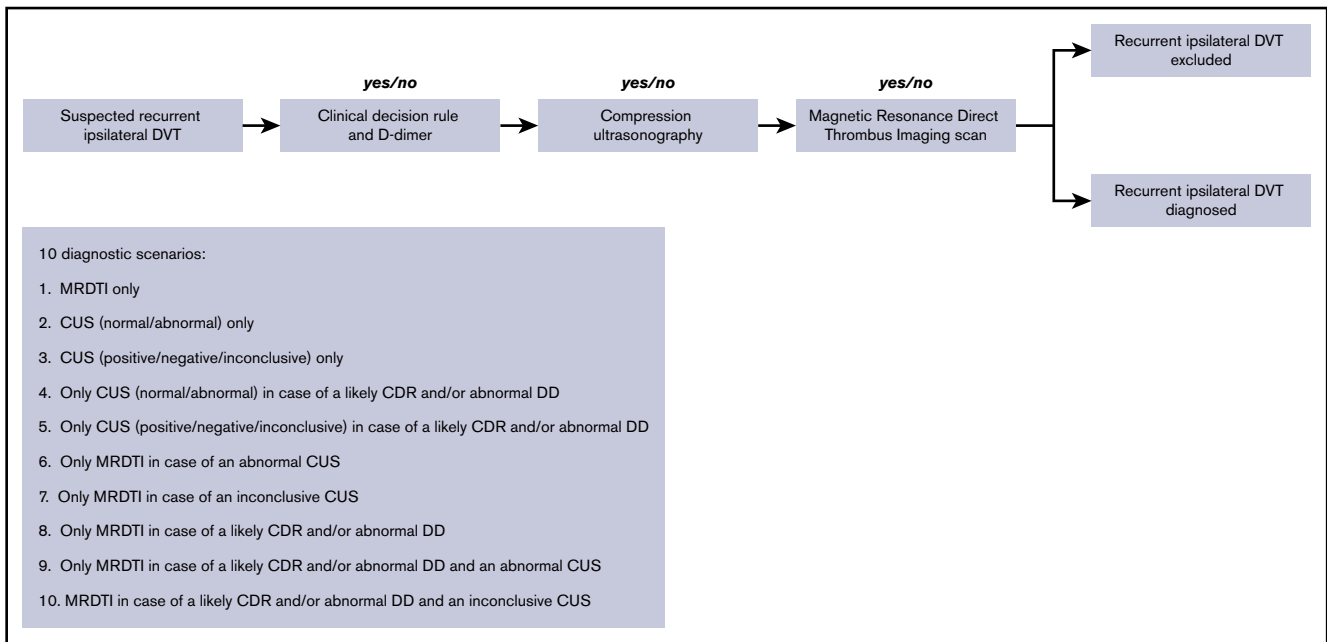 Suspected recurrent
ipsilateral DVT
yes/no
Clinical decision rule
and D-dimer
yes/no
Compression
ultrasonography
yes/no
Magnetic Resonance Direct
Thrombus Imaging scan
Recurrent ipsilateral DVT
excluded
Recurrent ipsilateral DVT
diagnosed
10 diagnostic scenarios:
1. MRDTI only
2. CUS (normal/abnormal) only
3. CUS (positive/negative/inconclusive) only
4. Only CUS (normal/abnormal) in case of a likely CDR and/or abnormal DD
5. Only CUS (positive/negative/inconclusive) in case of a likely CDR and/or abnormal DD
6. Only MRDTI in case of an abnormal CUS
7. Only MRDTI in case of an inconclusive CUS
8. Only MRDTI in case of a likely CDR and/or abnormal DD
9. Only MRDTI in case of a likely CDR and/or abnormal DD and an abnormal CUS
10. MRDTI in case of a likely CDR and/or abnormal DD and an inconclusive CUS